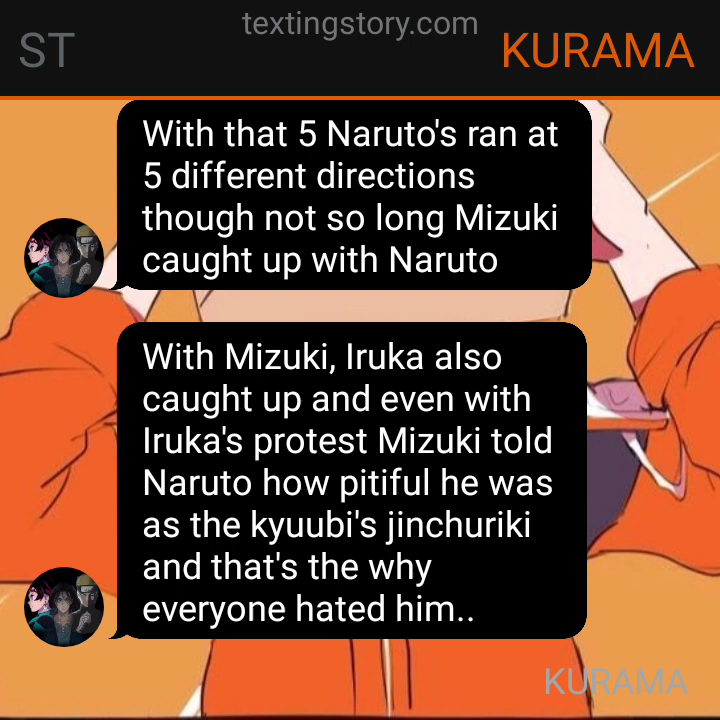 textingstory.com
ST
KURAMA
With that 5 Naruto's ran at
5 different directions
though not so long Mizuki
caught up with Naruto
With Mizuki, Iruka also
caught up and even with
Iruka's protest Mizuki told
Naruto how pitiful he was
as the kyuubi's jinchuriki
and that's the why
everyone hated him..
KURAMA